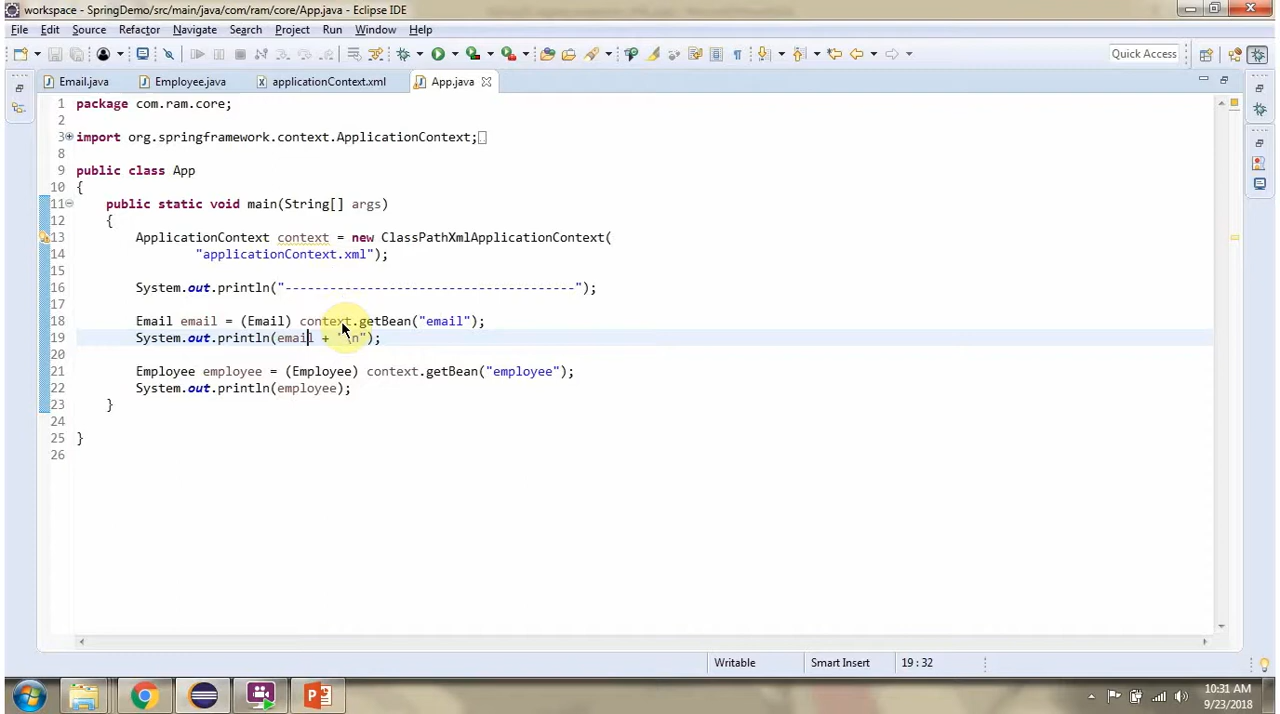 workspace - SpringDemo/src/main/java/com/ram/core/App.java - Eclipse IDE
File Edit Source Refactor Navigate Search Project Run Window Help
Quick Access
Email.java Employee.java applicationContext.xml App.java
1 package com.ram.core;
2
3 import org.springframework.context.ApplicationContext;
8
9 public class App
10 {
11 public static void main(String[] args)
12 {
13 ApplicationContext context = new ClassPathXmlApplicationContext(
14 "applicationContext.xml");
15
16 System.out.println("---------------------------------------");
17
18 Email email = (Email) context.getBean("email");
19 System.out.println(email + "\n");
20
21 Employee employee = (Employee) context.getBean("employee");
22 System.out.println(employee);
23 }
24
25 }
26
Writable Smart Insert 19 : 32
10:31 AM
9/23/2018